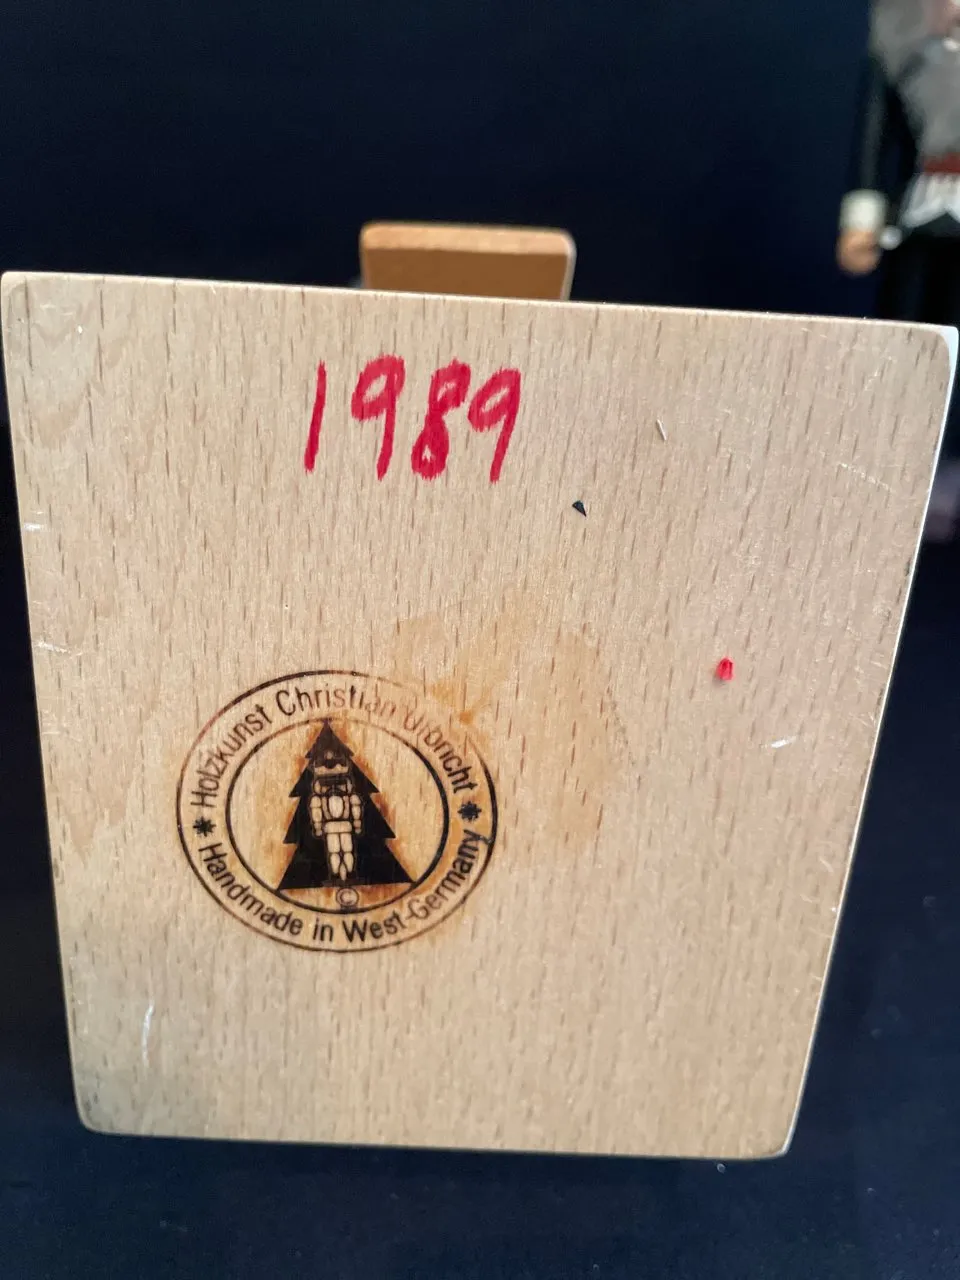 1989
Holzkunst Christian Ulbricht
Handmade in West-Germany
©